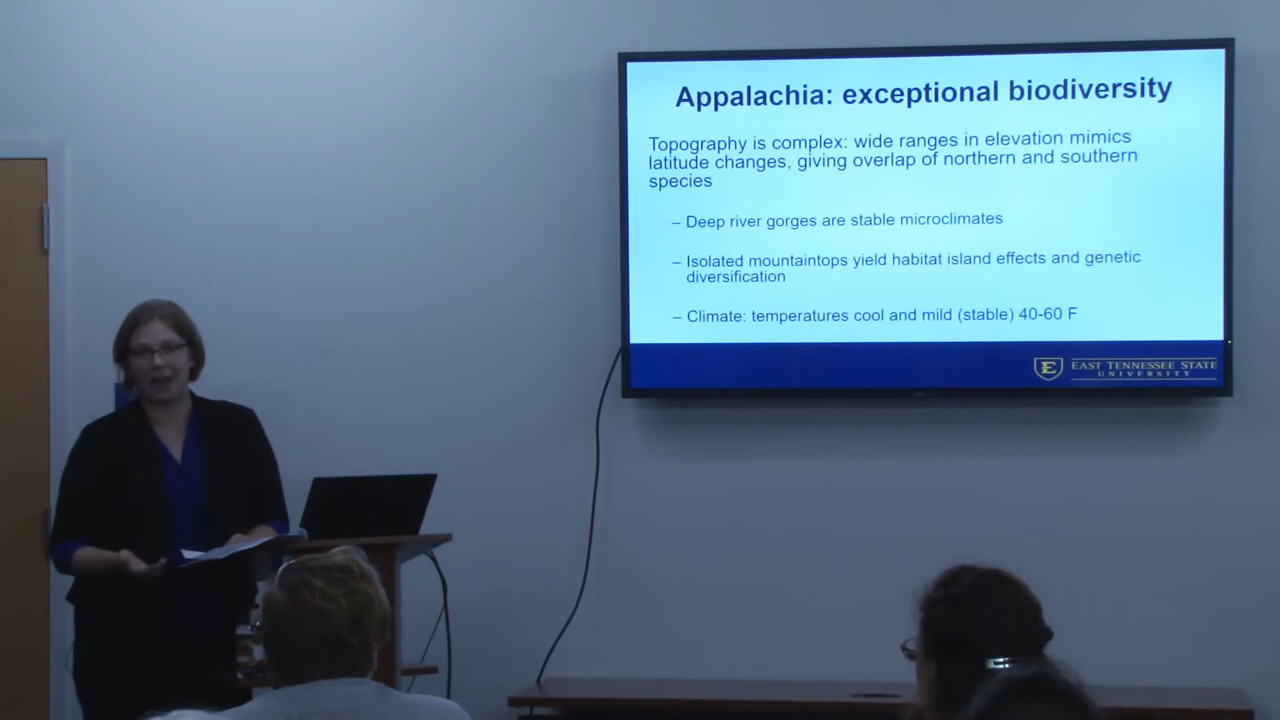 Appalachia: exceptional biodiversity
Topography is complex: wide ranges in elevation mimics
latitude changes, giving overlap of northern and southern
species
– Deep river gorges are stable microclimates
– Isolated mountaintops yield habitat island effects and genetic
diversification
– Climate: temperatures cool and mild (stable) 40-60 F
E
EAST TENNESSEE STATE
UNIVERSITY